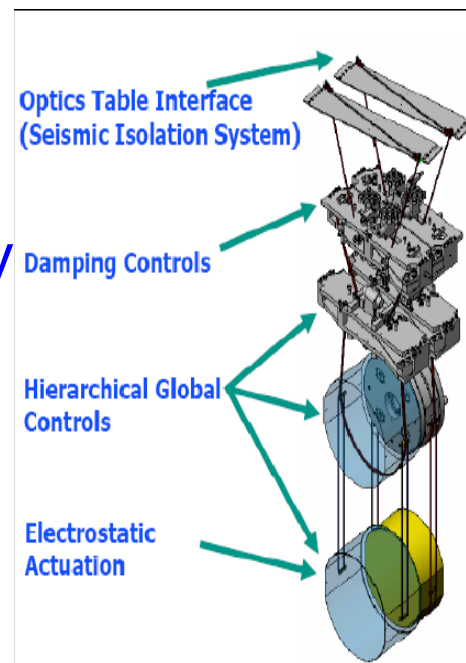 Optics Table Interface
(Seismic Isolation System)
y
Damping Controls
Hierarchical Global
Controls
Electrostatic
Actuation